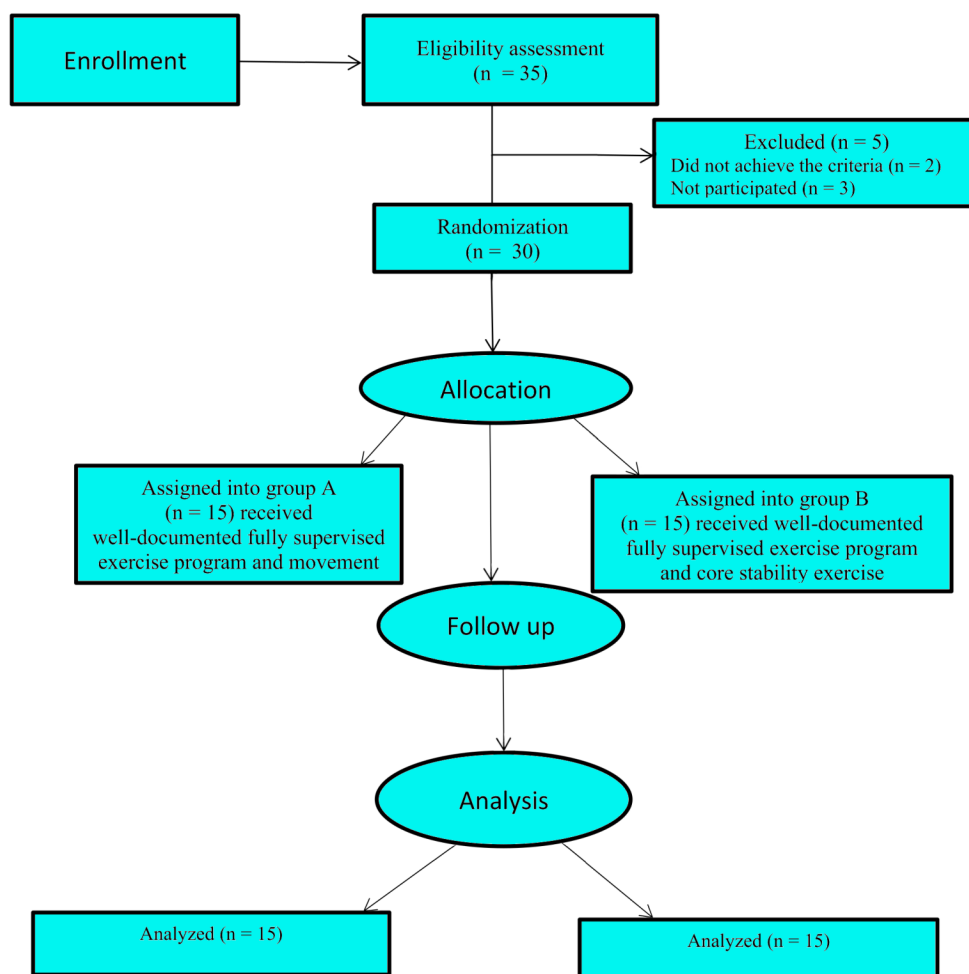 Enrollment
Eligibility assessment
(n = 35)
Excluded (n = 5)
Did not achieve the criteria (n = 2)
Not participated (n = 3)
Randomization
(n = 30)
Allocation
Assigned into group A
(n = 15) received
well-documented fully supervised
exercise program and movement
Assigned into group B
(n = 15) received well-documented
fully supervised exercise program
and core stability exercise
Follow up
Analysis
Analyzed (n = 15)
Analyzed (n = 15)